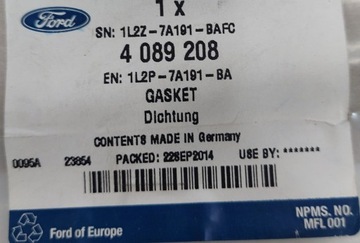 Ford
1 x
SN: 1L2Z-7A191-BAFC
4 089 208
EN: 1L2P-7A191-BA
GASKET
Dichtung
CONTENTS MADE IN Germany
0095A 23854 PACKED: 22SEP2014 USE BY: *******
Ford of Europe
NPMS. NO.
MFL001